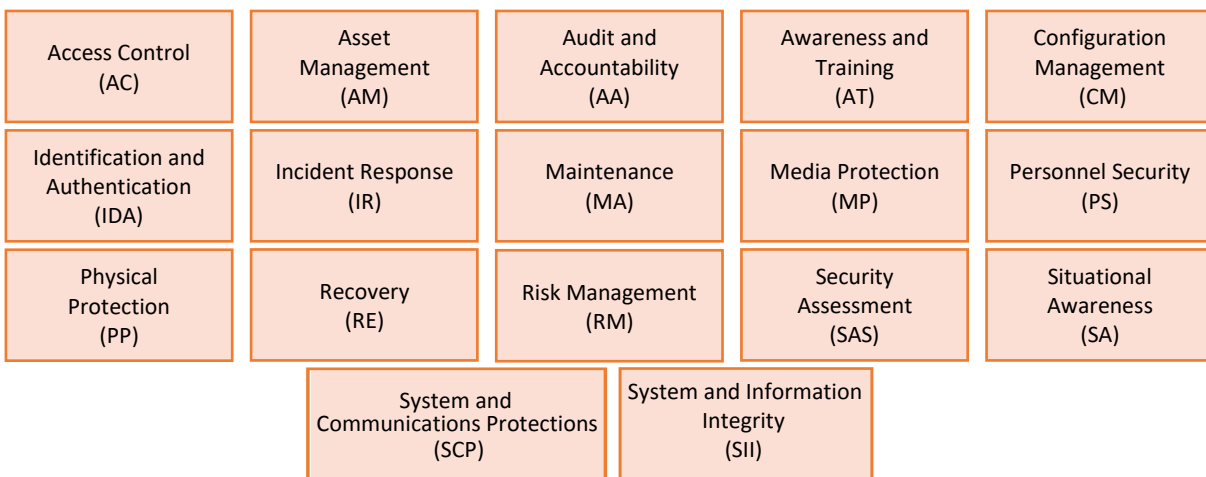 Access Control
(AC)
Asset
Management
(AM)
Audit and
Accountability
(AA)
Awareness and
Training
(AT)
Configuration
Management
(CM)
Identification and
Authentication
(IDA)
Incident Response
(IR)
Maintenance
(MA)
Media Protection
(MP)
Personnel Security
(PS)
Physical
Protection
(PP)
Recovery
(RE)
Risk Management
(RM)
Security
Assessment
(SAS)
Situational
Awareness
(SA)
System and
Communications Protections
(SCP)
System and Information
Integrity
(SII)